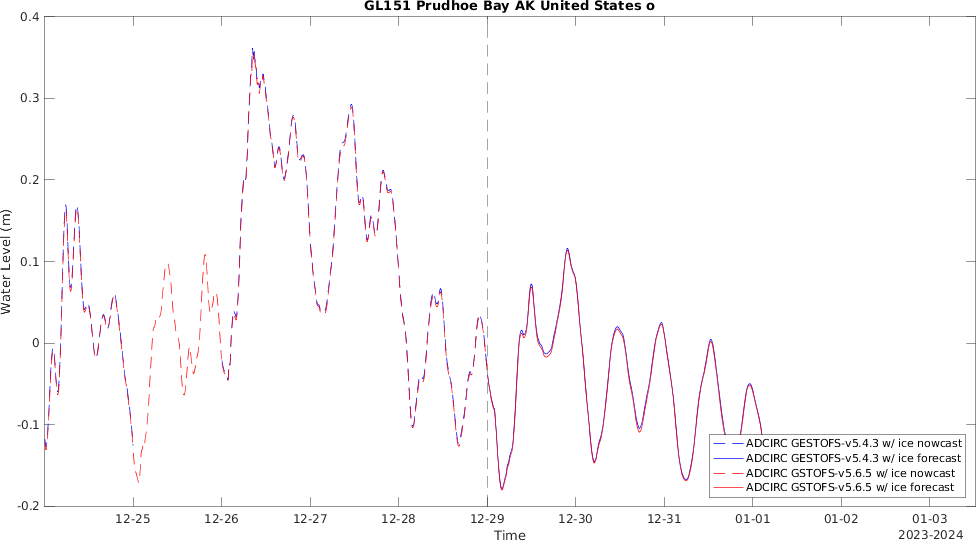 GL151 Prudhoe Bay AK United States o
0.4
0.3
0.2
0.1
0
-0.1
-0.2
Water Level (m)
12-25
12-26
12-27
12-28
12-29
12-30
12-31
01-01
01-02
01-03
Time
2023-2024
ADCIRC GESTOFS-v5.4.3 w/ ice nowcast
ADCIRC GESTOFS-v5.4.3 w/ ice forecast
ADCIRC GSTOFS-v5.6.5 w/ ice nowcast
ADCIRC GSTOFS-v5.6.5 w/ ice forecast